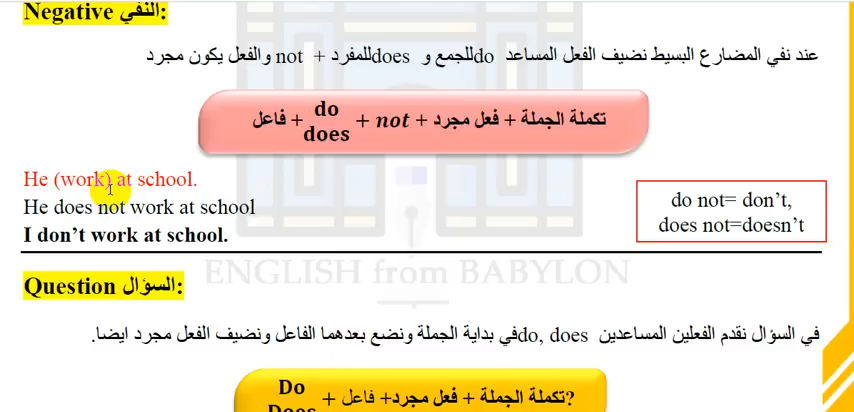 Negative النفي:
عند نفي المضارع البسيط نضيف الفعل المساعد do للجمع و does للمفرد + not والفعل يكون مجرد
فاعل + do does + not + فعل مجرد + تكملة الجملة
He (work) at school.
He does not work at school
I don't work at school.
do not= don't,
does not=doesn't
ENGLISH from BABYLON
Question السؤال:
في السؤال نقدم الفعلين المساعدين do, does في بداية الجملة ونضع بعدهما الفاعل ونضيف الفعل مجرد ايضا.
Do Does + فاعل + فعل مجرد + تكملة الجملة?